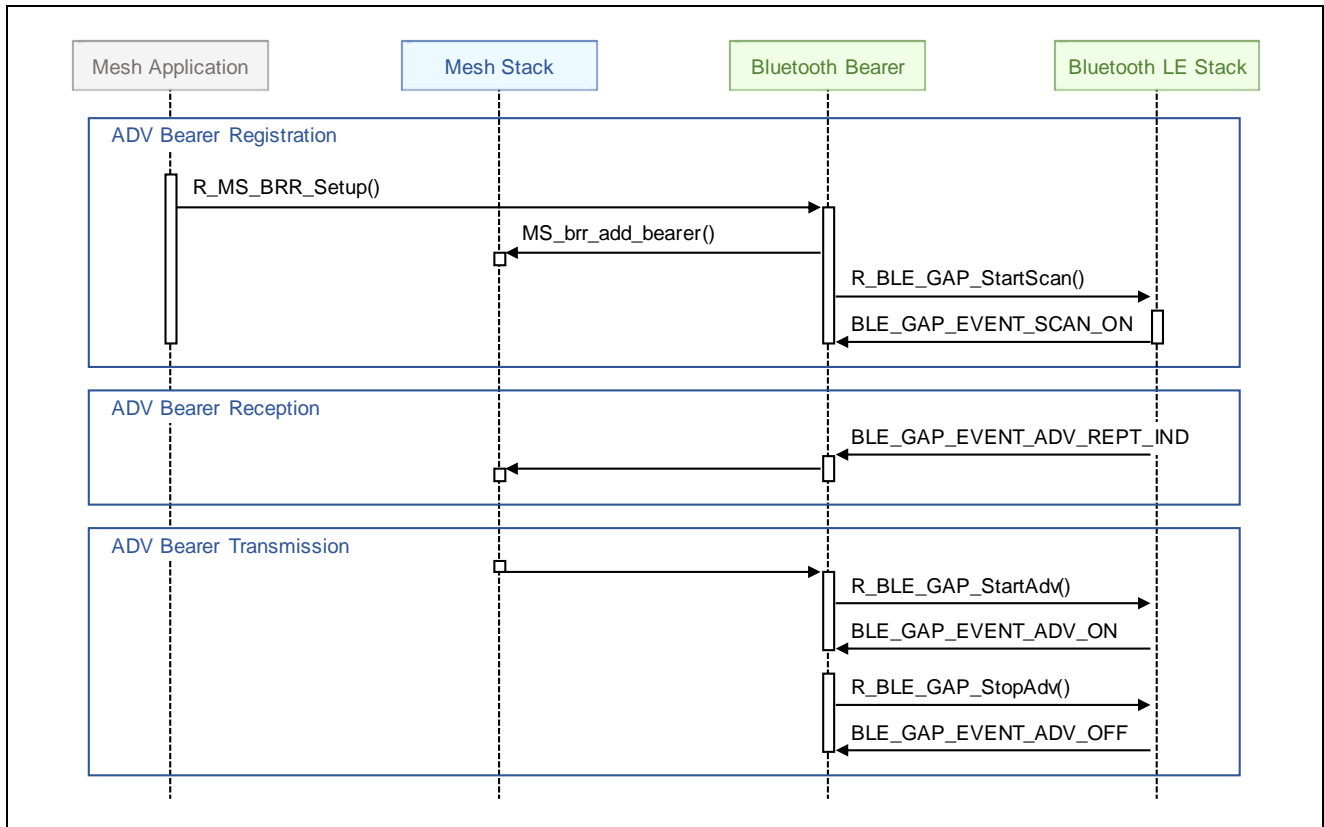 Mesh Application
Mesh Stack
Bluetooth Bearer
Bluetooth LE Stack
ADV Bearer Registration
R_MS_BRR_Setup()
MS_brr_add_bearer()
R_BLE_GAP_StartScan()
BLE_GAP_EVENT_SCAN_ON
ADV Bearer Reception
BLE_GAP_EVENT_ADV_REPT_IND
ADV Bearer Transmission
R_BLE_GAP_StartAdv()
BLE_GAP_EVENT_ADV_ON
R_BLE_GAP_StopAdv()
BLE_GAP_EVENT_ADV_OFF